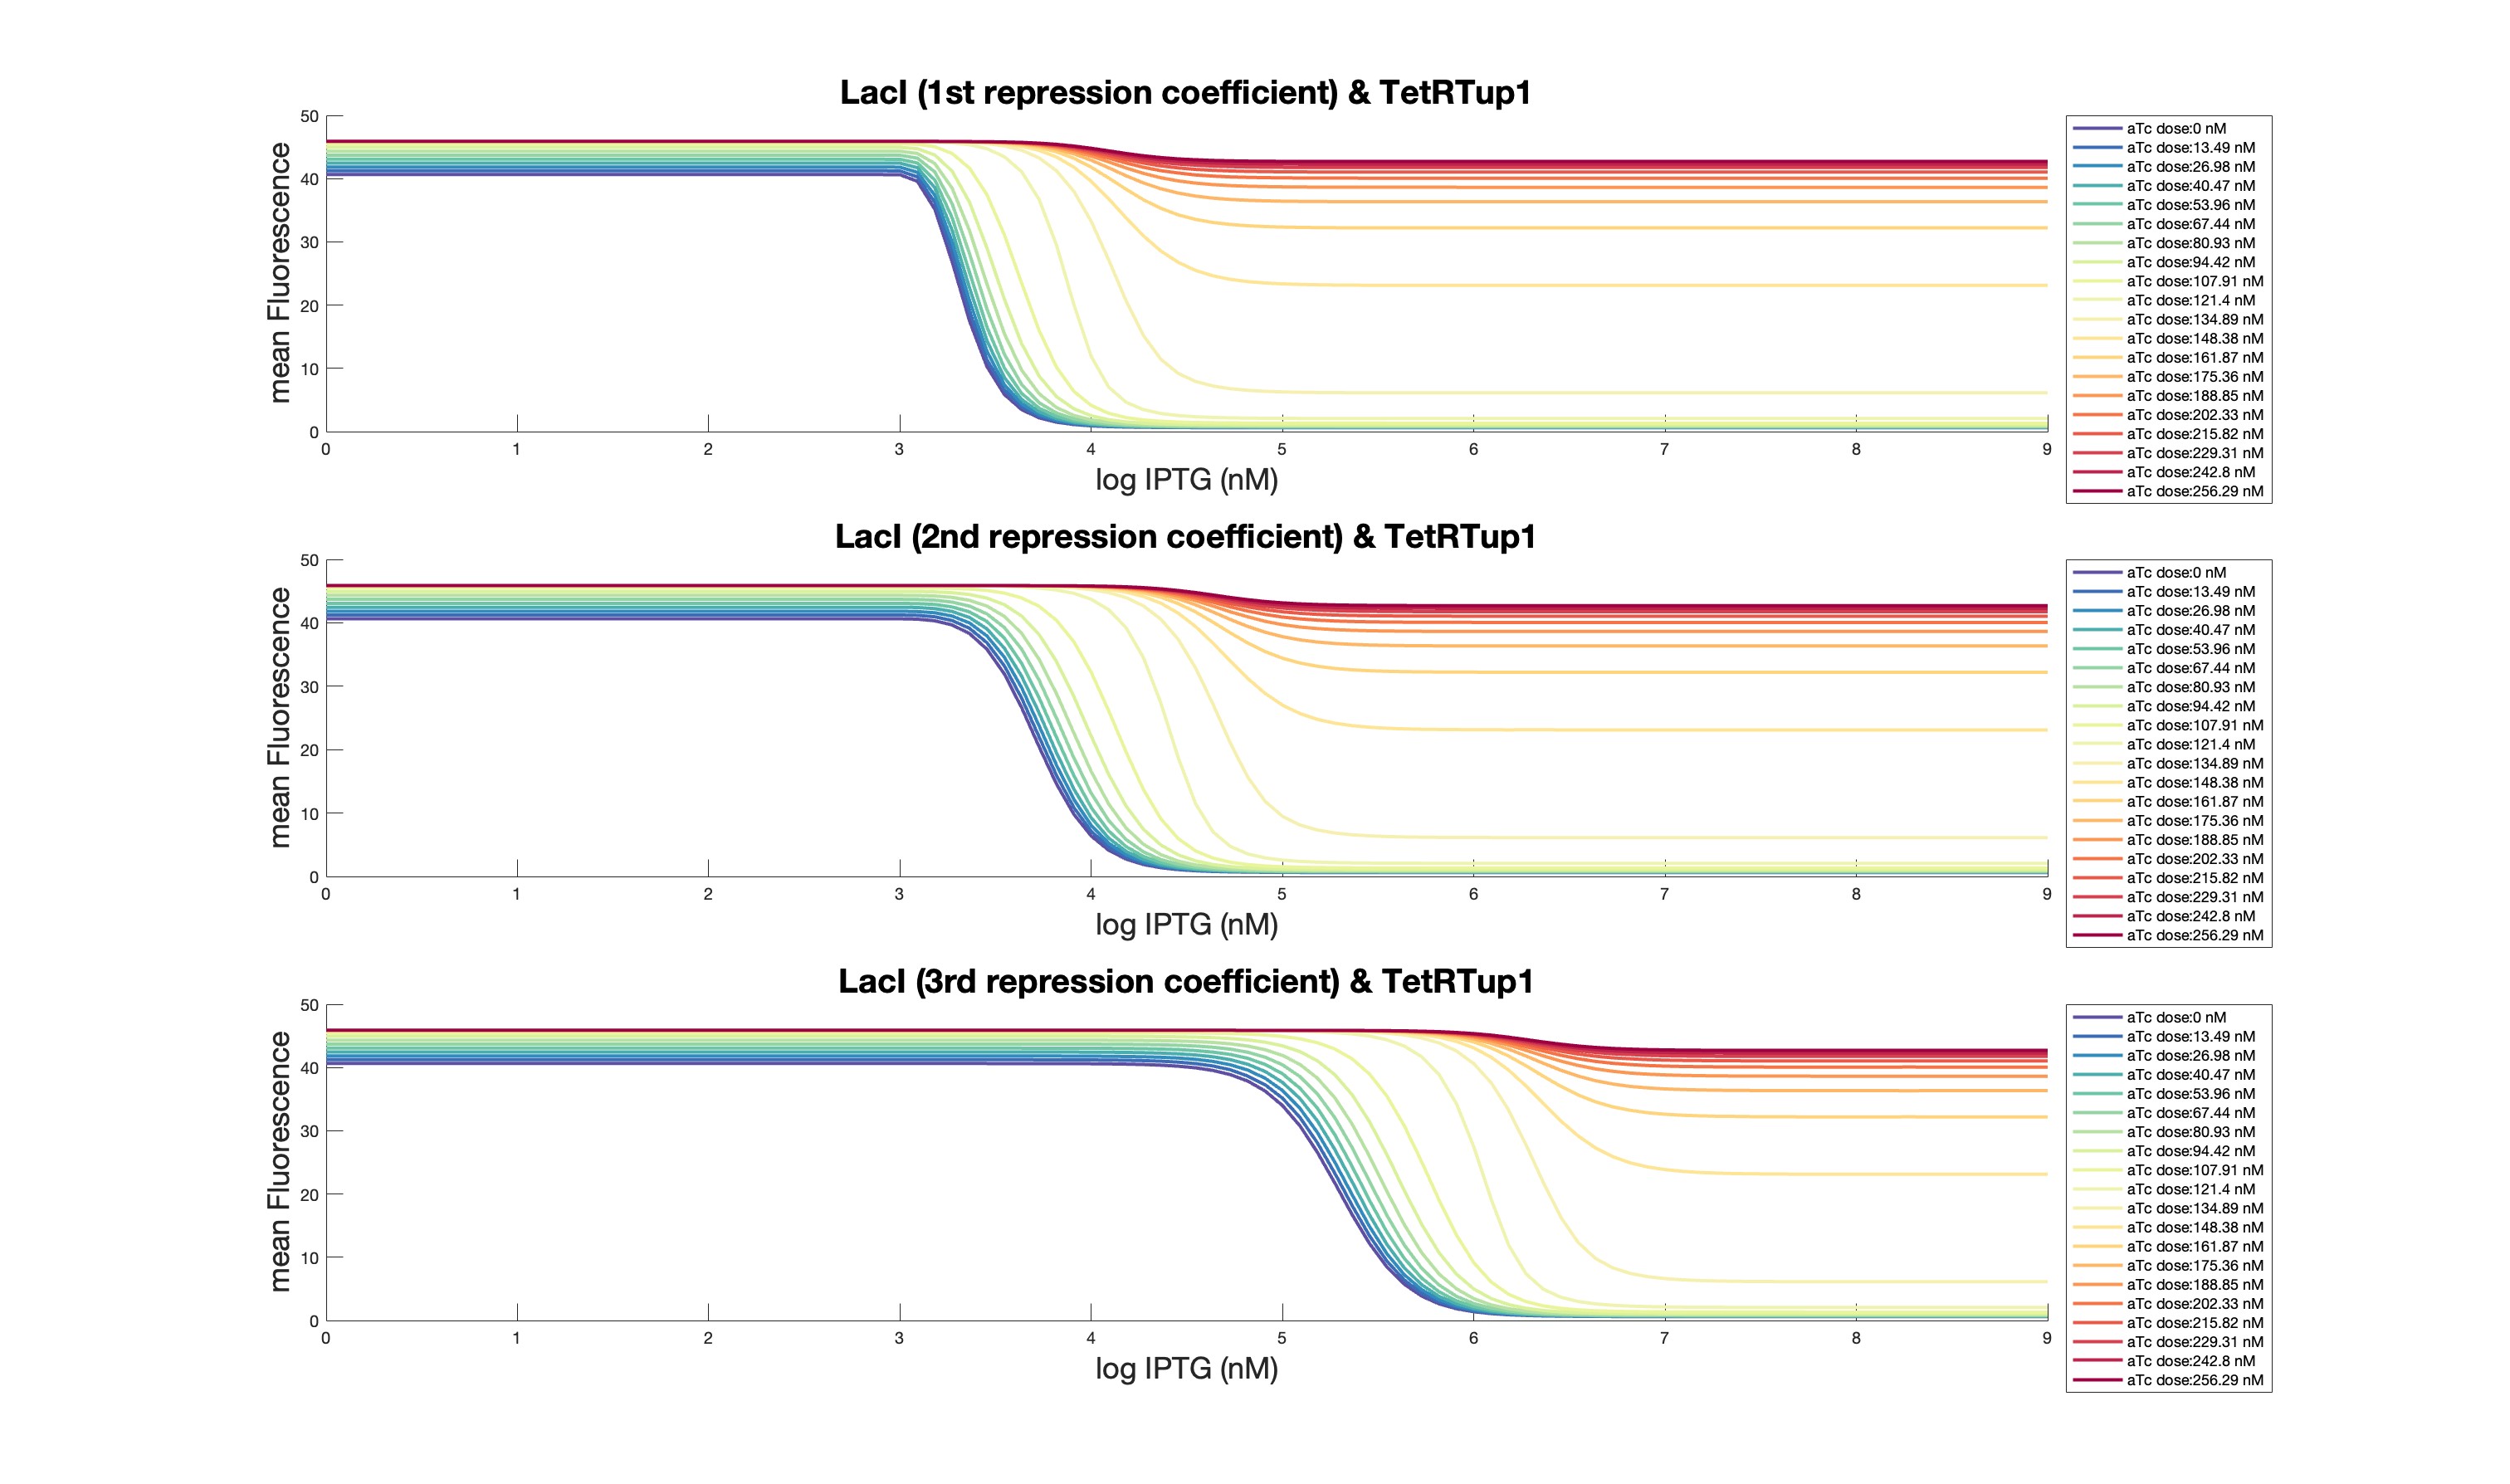 LacI (1st repression coefficient) & TetRTup1
50
40
30
20
10
0
mean Fluorescence
0 1 2 3 4 5 6 7 8 9
log IPTG (nM)
aTc dose:0 nM
aTc dose:13.49 nM
aTc dose:26.98 nM
aTc dose:40.47 nM
aTc dose:53.96 nM
aTc dose:67.44 nM
aTc dose:80.93 nM
aTc dose:94.42 nM
aTc dose:107.91 nM
aTc dose:121.4 nM
aTc dose:134.89 nM
aTc dose:148.38 nM
aTc dose:161.87 nM
aTc dose:175.36 nM
aTc dose:188.85 nM
aTc dose:202.33 nM
aTc dose:215.82 nM
aTc dose:229.31 nM
aTc dose:242.8 nM
aTc dose:256.29 nM
LacI (2nd repression coefficient) & TetRTup1
50
40
30
20
10
0
mean Fluorescence
0 1 2 3 4 5 6 7 8 9
log IPTG (nM)
aTc dose:0 nM
aTc dose:13.49 nM
aTc dose:26.98 nM
aTc dose:40.47 nM
aTc dose:53.96 nM
aTc dose:67.44 nM
aTc dose:80.93 nM
aTc dose:94.42 nM
aTc dose:107.91 nM
aTc dose:121.4 nM
aTc dose:134.89 nM
aTc dose:148.38 nM
aTc dose:161.87 nM
aTc dose:175.36 nM
aTc dose:188.85 nM
aTc dose:202.33 nM
aTc dose:215.82 nM
aTc dose:229.31 nM
aTc dose:242.8 nM
aTc dose:256.29 nM
LacI (3rd repression coefficient) & TetRTup1
50
40
30
20
10
0
mean Fluorescence
0 1 2 3 4 5 6 7 8 9
log IPTG (nM)
aTc dose:0 nM
aTc dose:13.49 nM
aTc dose:26.98 nM
aTc dose:40.47 nM
aTc dose:53.96 nM
aTc dose:67.44 nM
aTc dose:80.93 nM
aTc dose:94.42 nM
aTc dose:107.91 nM
aTc dose:121.4 nM
aTc dose:134.89 nM
aTc dose:148.38 nM
aTc dose:161.87 nM
aTc dose:175.36 nM
aTc dose:188.85 nM
aTc dose:202.33 nM
aTc dose:215.82 nM
aTc dose:229.31 nM
aTc dose:242.8 nM
aTc dose:256.29 nM